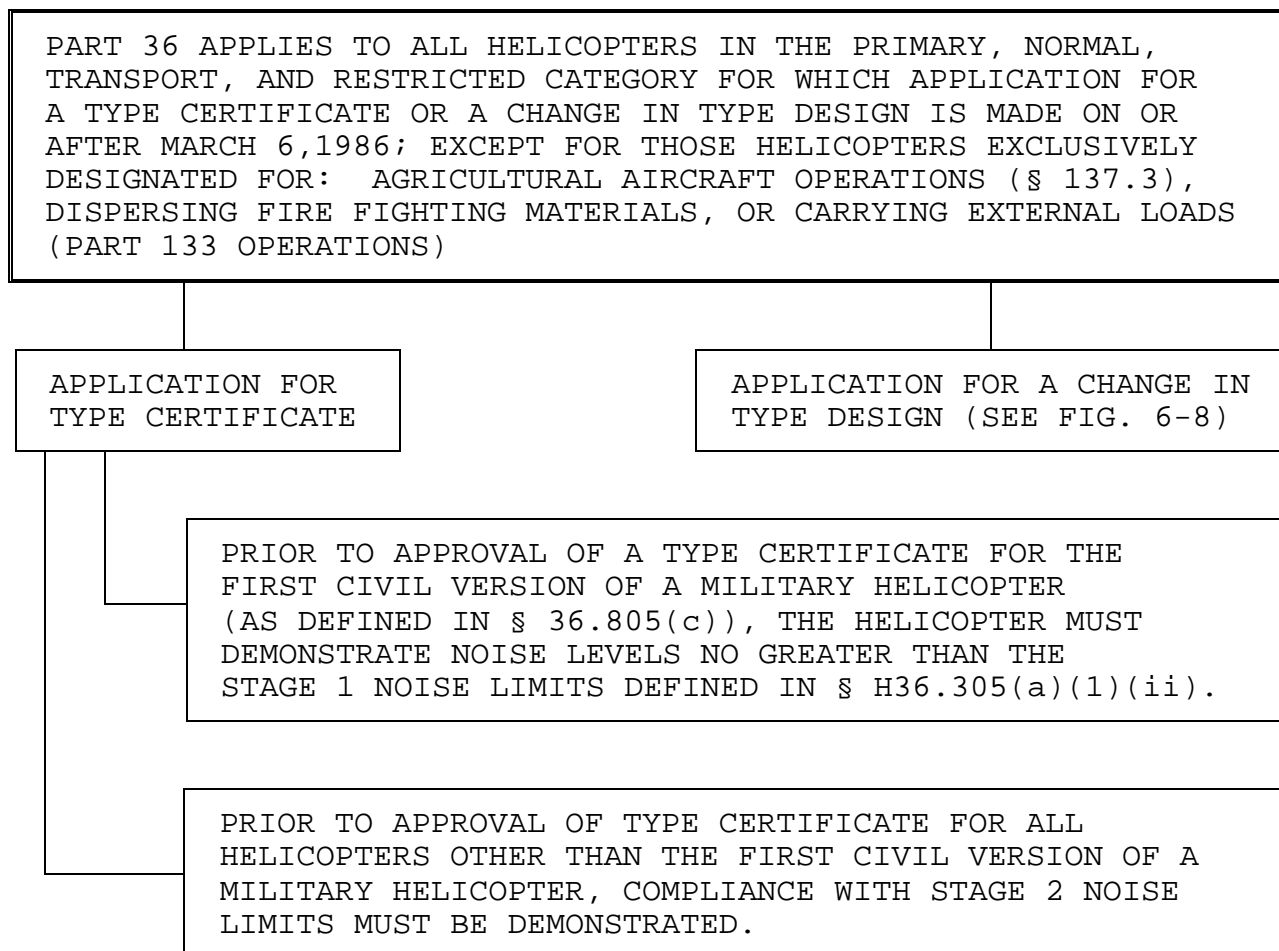 PART 36 APPLIES TO ALL HELICOPTERS IN THE PRIMARY, NORMAL,
TRANSPORT, AND RESTRICTED CATEGORY FOR WHICH APPLICATION FOR
A TYPE CERTIFICATE OR A CHANGE IN TYPE DESIGN IS MADE ON OR
AFTER MARCH 6,1986; EXCEPT FOR THOSE HELICOPTERS EXCLUSIVELY
DESIGNATED FOR: AGRICULTURAL AIRCRAFT OPERATIONS (§ 137.3),
DISPERSING FIRE FIGHTING MATERIALS, OR CARRYING EXTERNAL LOADS
(PART 133 OPERATIONS)
APPLICATION FOR
TYPE CERTIFICATE
APPLICATION FOR A CHANGE IN
TYPE DESIGN (SEE FIG. 6-8)
PRIOR TO APPROVAL OF A TYPE CERTIFICATE FOR THE
FIRST CIVIL VERSION OF A MILITARY HELICOPTER
(AS DEFINED IN § 36.805(c)), THE HELICOPTER MUST
DEMONSTRATE NOISE LEVELS NO GREATER THAN THE
STAGE 1 NOISE LIMITS DEFINED IN § H36.305(a)(1)(ii).
PRIOR TO APPROVAL OF TYPE CERTIFICATE FOR ALL
HELICOPTERS OTHER THAN THE FIRST CIVIL VERSION OF A
MILITARY HELICOPTER, COMPLIANCE WITH STAGE 2 NOISE
LIMITS MUST BE DEMONSTRATED.